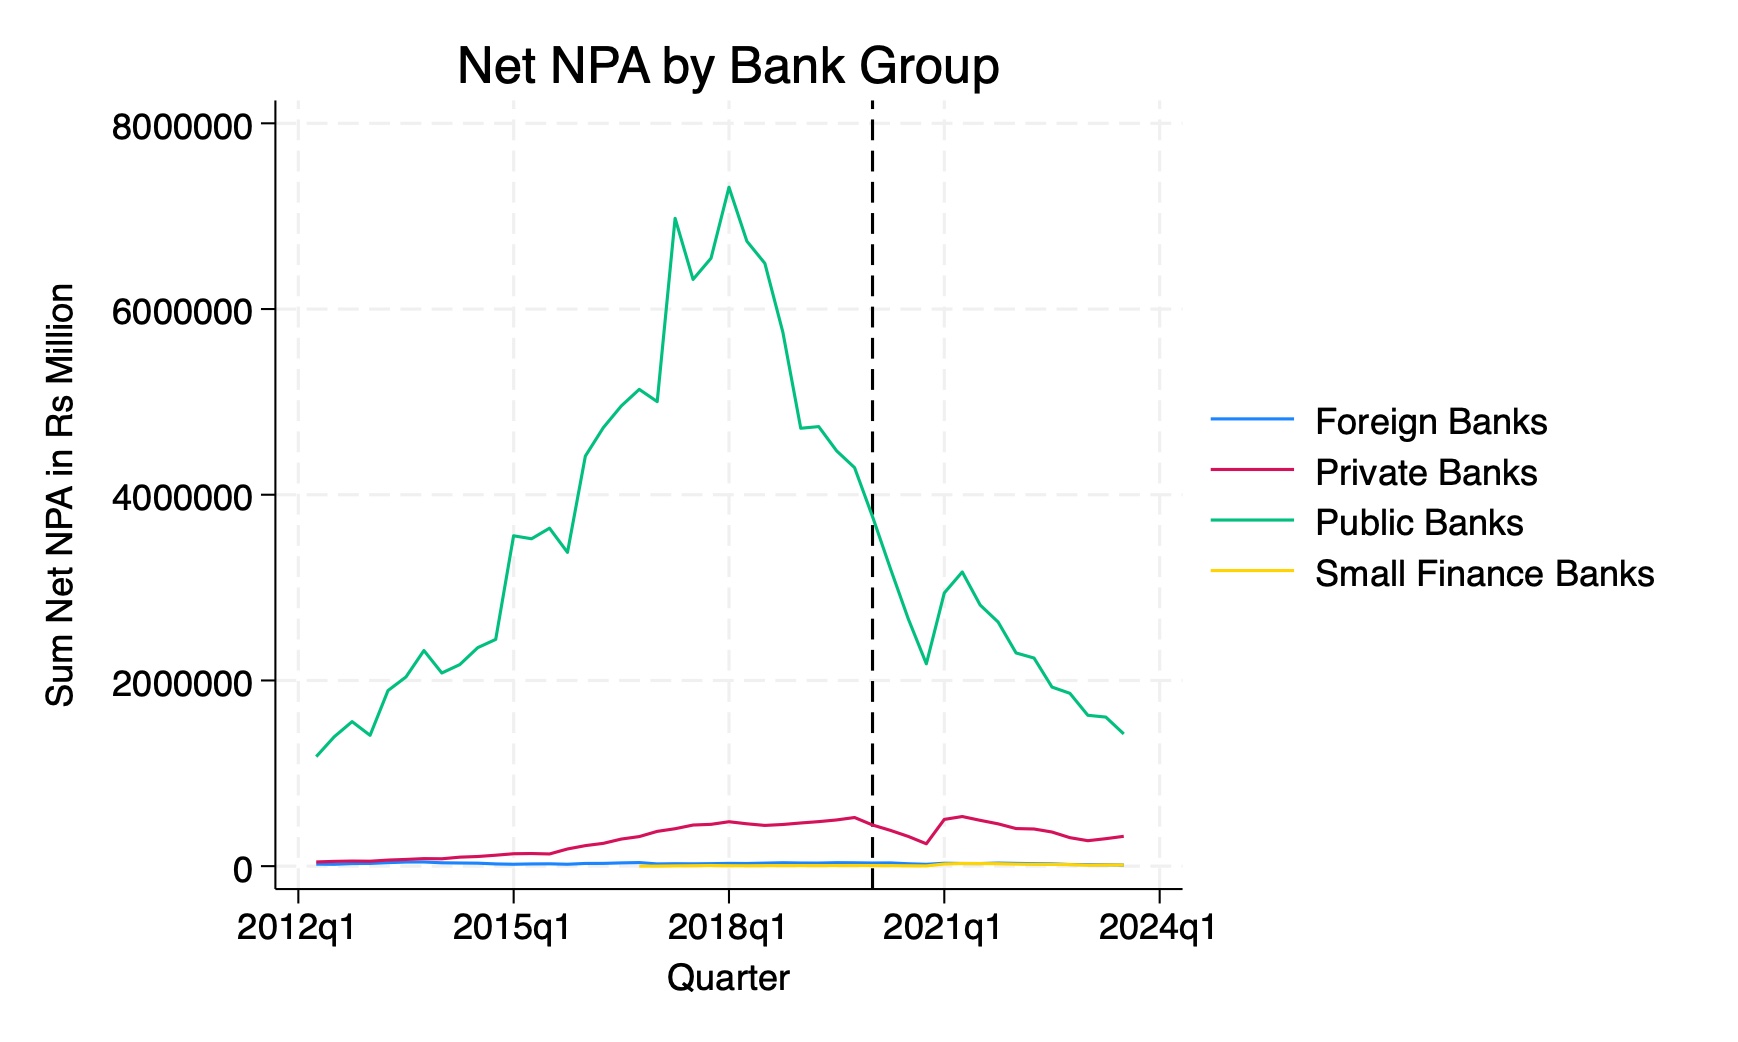 Net NPA by Bank Group
Sum Net NPA in Rs Million
8000000
6000000
4000000
2000000
0
2012q1 2015q1 2018q1 2021q1 2024q1
Quarter
Foreign Banks
Private Banks
Public Banks
Small Finance Banks